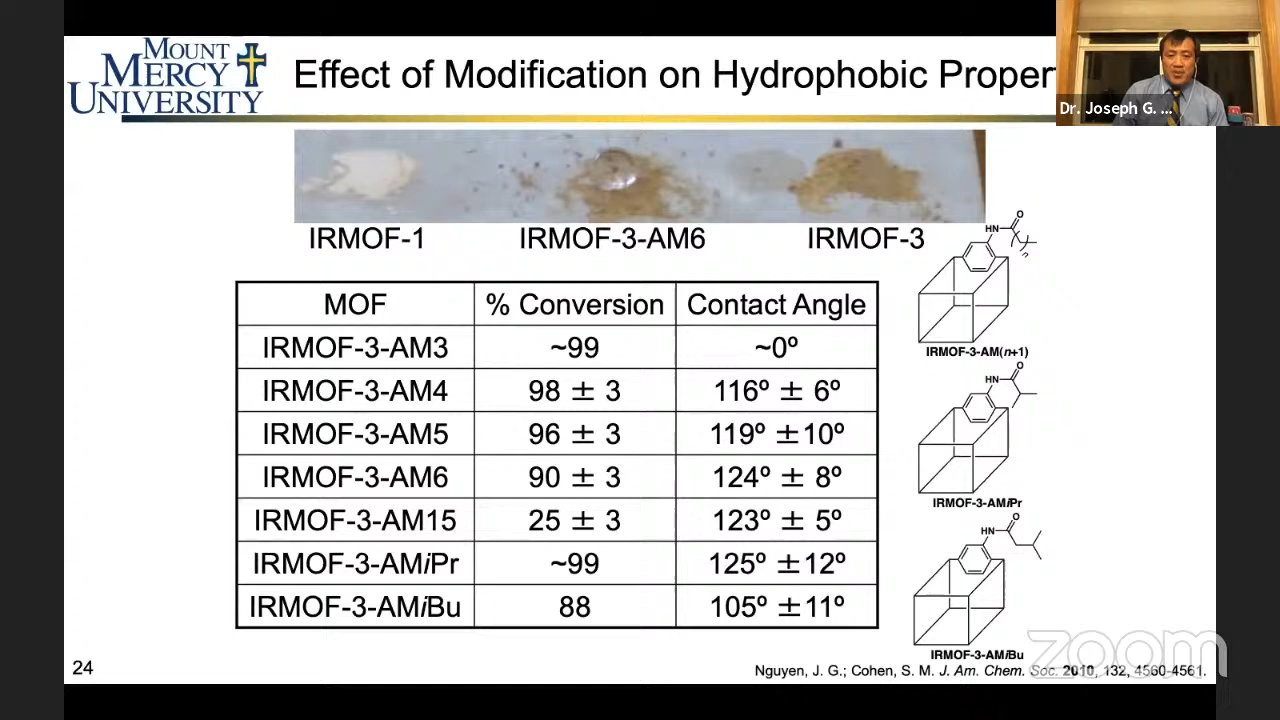 MOUNT
MERCY
UNIVERSITY
Effect of Modification on Hydrophobic Proper
Dr. Joseph G. ...
IRMOF-1 IRMOF-3-AM6 IRMOF-3
MOF % Conversion Contact Angle
IRMOF-3-AM3 ~99 ~0º
IRMOF-3-AM4 98 ± 3 116º ± 6º
IRMOF-3-AM5 96 ± 3 119º ±10º
IRMOF-3-AM6 90 ± 3 124º ± 8º
IRMOF-3-AM15 25 ± 3 123º ± 5º
IRMOF-3-AMiPr ~99 125º ±12º
IRMOF-3-AMiBu 88 105º ±11º
O
HN
n
IRMOF-3-AM(n+1)
O
HN
IRMOF-3-AMiPr
O
HN
IRMOF-3-AMiBu
zoom
24
Nguyen, J. G.; Cohen, S. M. J. Am. Chem. Soc. 2010, 132, 4560-4561.